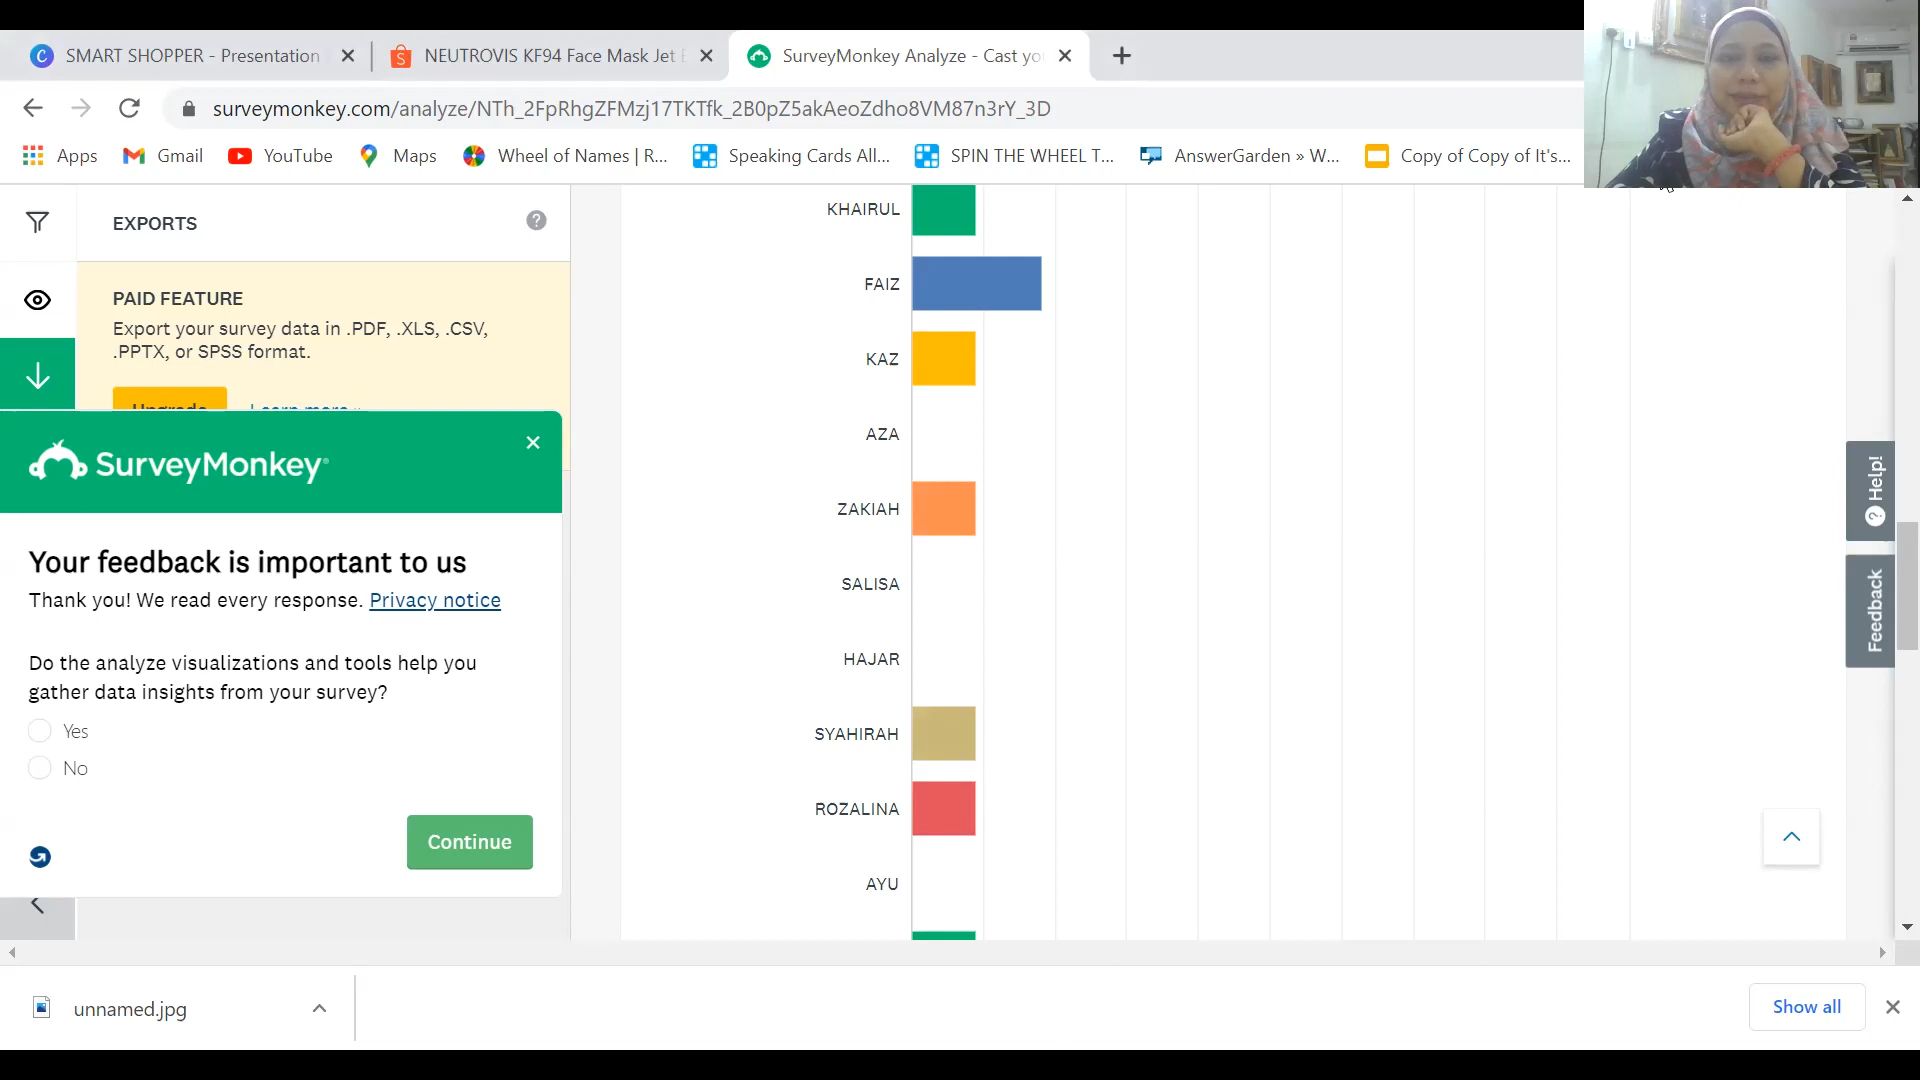 SMART SHOPPER - Presentation
NEUTROVIS KF94 Face Mask Jet
SurveyMonkey Analyze - Cast yo
surveymonkey.com/analyze/NTh_2FpRhgZFMzj17TKTfk_2B0pZ5akAeoZdho8VM87n3rY_3D
Apps
Gmail
YouTube
Maps
Wheel of Names | R...
Speaking Cards All...
SPIN THE WHEEL T...
AnswerGarden » W...
Copy of Copy of It's...
EXPORTS
PAID FEATURE
Export your survey data in .PDF, .XLS, .CSV,
.PPTX, or SPSS format.
Upgrade
Learn more »
SurveyMonkey
Your feedback is important to us
Thank you! We read every response. Privacy notice
Do the analyze visualizations and tools help you
gather data insights from your survey?
Yes
No
Continue
KHAIRUL
FAIZ
KAZ
AZA
ZAKIAH
SALISA
HAJAR
SYAHIRAH
ROZALINA
AYU
Help!
Feedback
unnamed.jpg
Show all